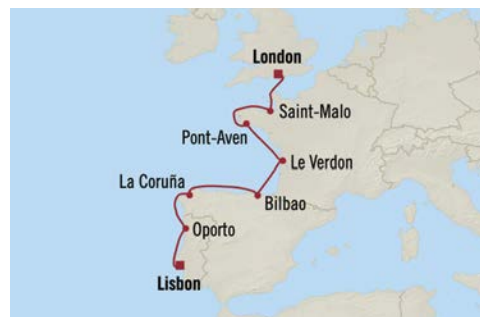 London
Saint-Malo
Pont-Aven
Le Verdon
La Coruña
Bilbao
Oporto
Lisbon